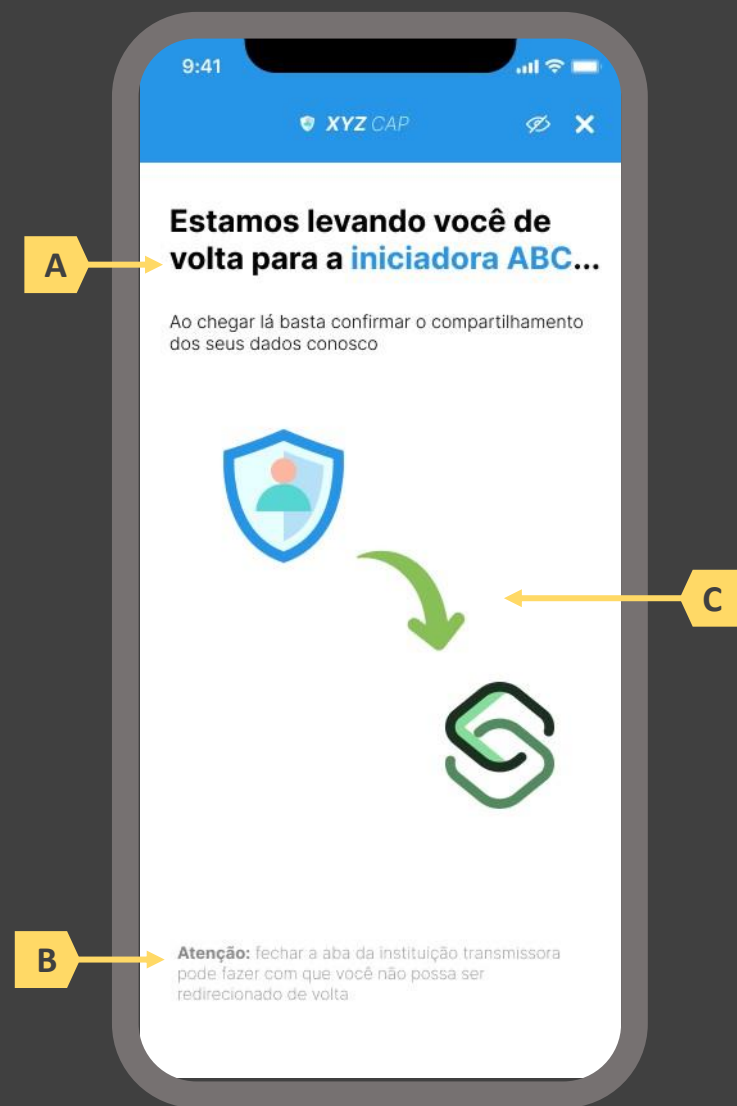 9:41
XYZ CAP
Estamos levando você de
A
volta para a iniciadora ABC...
Ao chegar lá basta confirmar o compartilhamento
dos seus dados conosco
C
B
Atenção: fechar a aba da instituição transmissora
pode fazer com que você não possa ser
redirecionado de volta